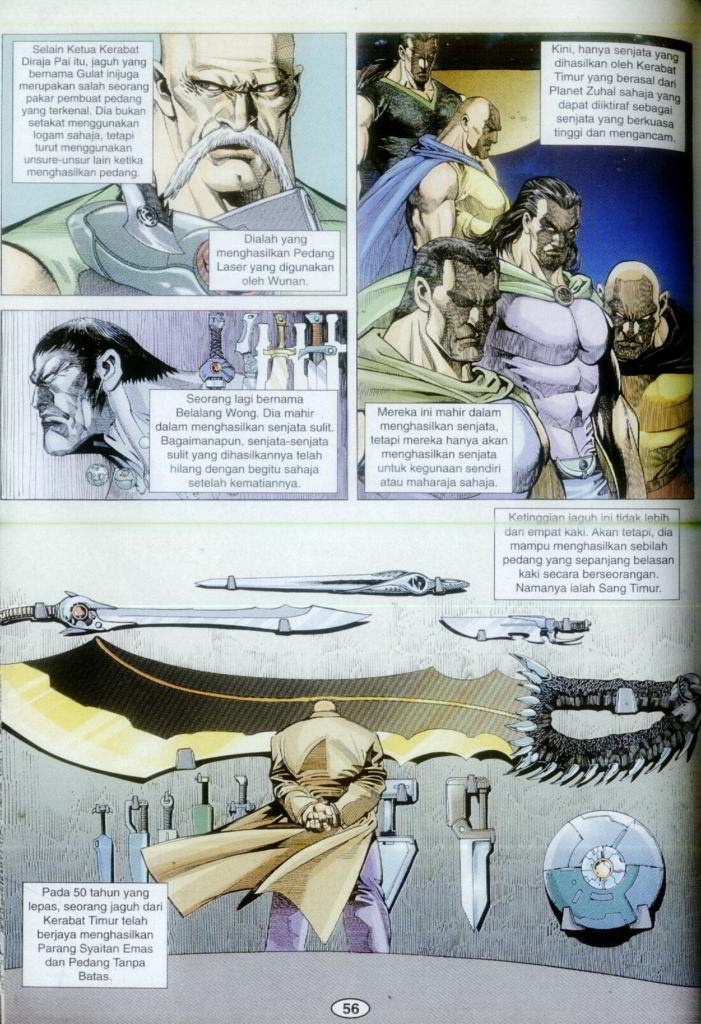 Selain Ketua Kerabat
Diraja Pai itu, jaguh yang
bernama Gulat inijuga
merupakan salah seorang
pakar pembuat pedang
yang terkenal. Dia bukan
setakat menggunakan
logam sahaja, tetapi
turut menggunakan
unsure-unsur lain ketika
menghasilkan pedang.
Dialah yang
menghasilkan Pedang
Laser yang digunakan
oleh Wunan.
Kini, hanya senjata yang
dihasilkan oleh Kerabat
Timur yang berasal dari
Planet Zuhal sahaja yang
dapat diiktiraf sebagai
senjata yang berkuasa
tinggi dan mengancam.
Seorang lagi bernama
Belalang Wong. Dia mahir
dalam menghasilkan senjata sulit.
Bagaimanapun, senjata-senjata
sulit yang dihasilkannya telah
hilang dengan begitu sahaja
setelah kematiannya.
Mereka ini mahir dalam
menghasilkan senjata,
tetapi mereka hanya akan
menghasilkan senjata
untuk kegunaan sendiri
atau maharaja sahaja.
Ketinggian jaguh ini tidak lebih
dari empat kaki. Akan tetapi, dia
mampu menghasilkan sebilah
pedang yang sepanjang belasan
kaki secara berseorangan.
Namanya ialah Sang Timur.
Pada 50 tahun yang
lepas, seorang jaguh dari
Kerabat Timur telah
berjaya menghasilkan
Parang Syaitan Emas
dan Pedang Tanpa
Batas.
56